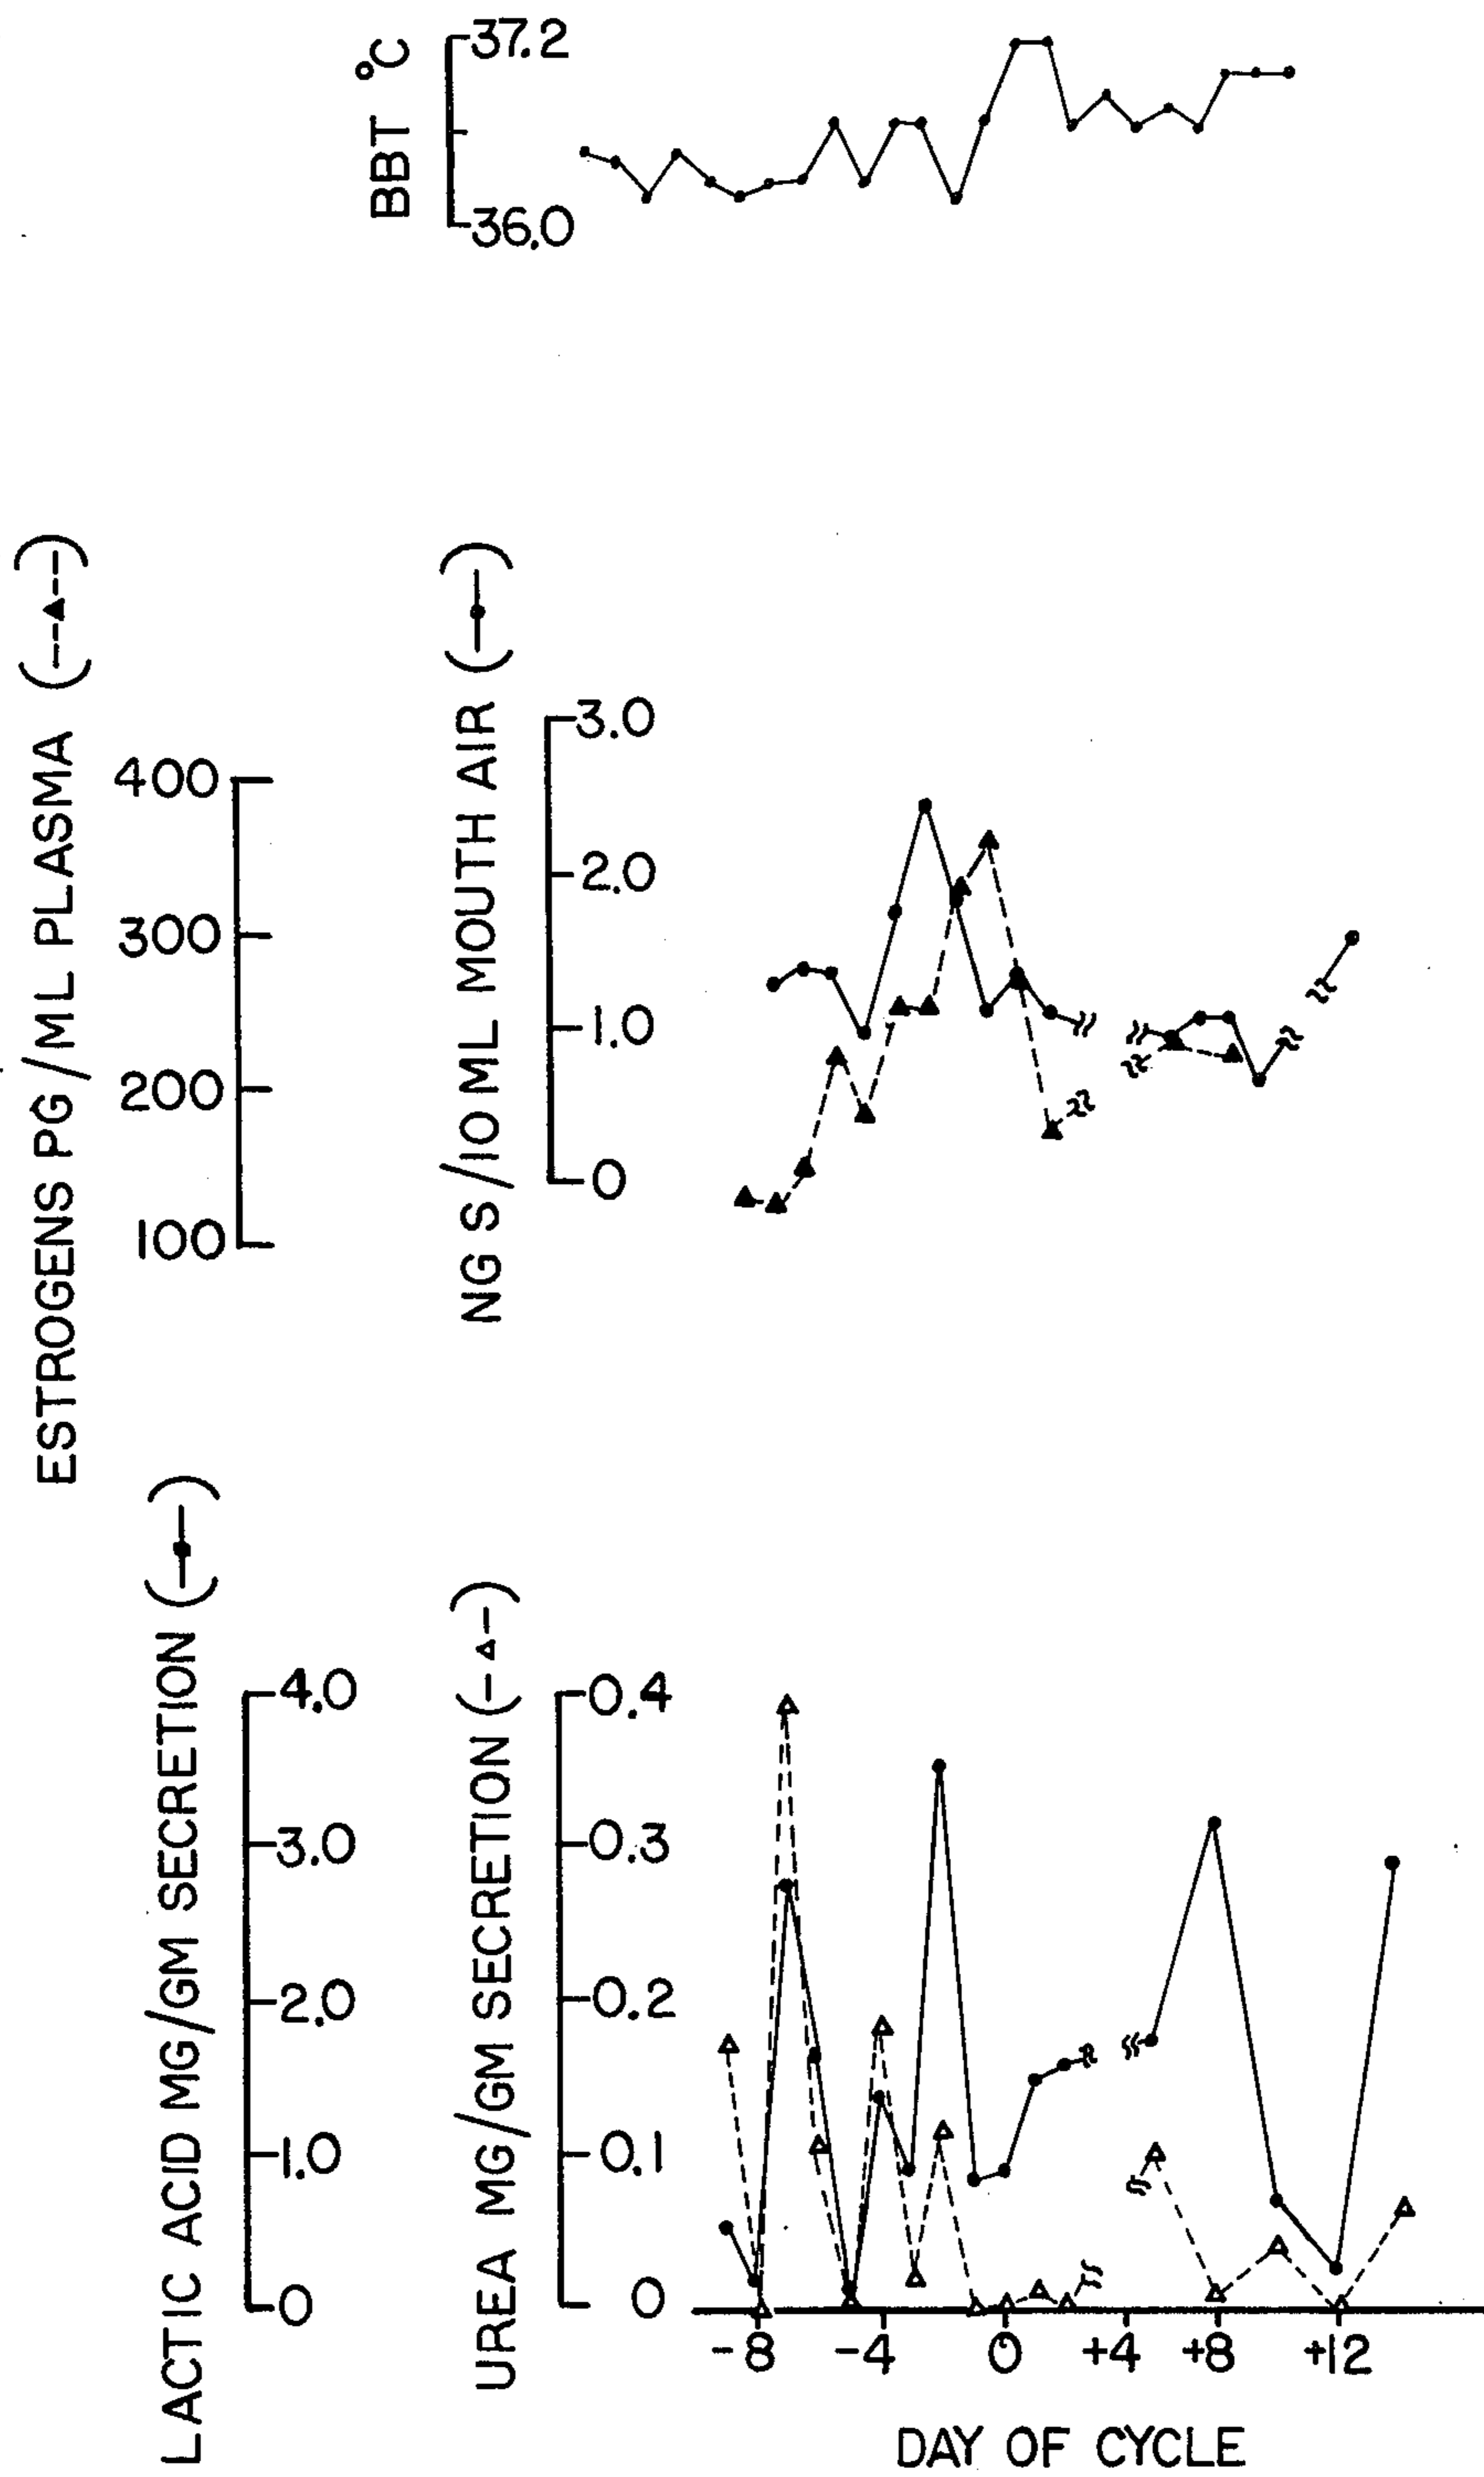 BBT °C
37.2
36.0
ESTROGENS PG/ML PLASMA (--▲--)
400
300
200
100
NG S/10 ML MOUTH AIR (—●—)
3.0
2.0
1.0
0
LACTIC ACID MG/GM SECRETION (—●—)
4.0
3.0
2.0
1.0
0
UREA MG/GM SECRETION (-△-)
0.4
0.3
0.2
0.1
0
-8 -4 0 +4 +8 +12
DAY OF CYCLE